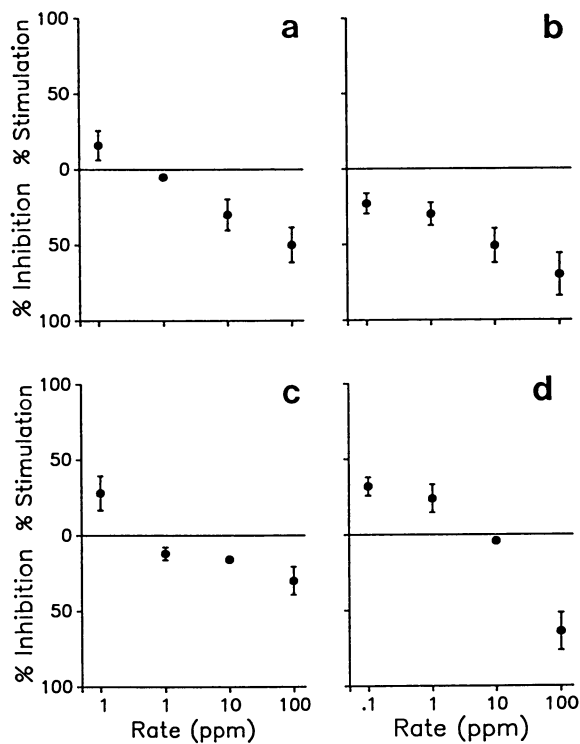 a
b
100
50
0
50
100
% Stimulation
% Inhibition
c
d
100
50
0
50
100
% Stimulation
% Inhibition
1 1 10 100
.1 1 10 100
Rate (ppm)
Rate (ppm)